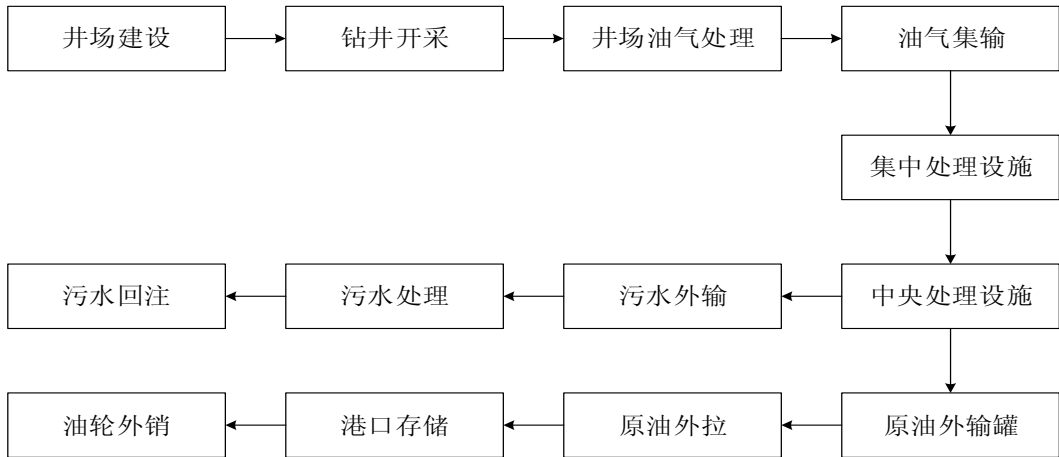 井场建设
钻井开采
井场油气处理
油气集输
集中处理设施
污水回注
污水处理
污水外输
中央处理设施
油轮外销
港口存储
原油外拉
原油外输罐